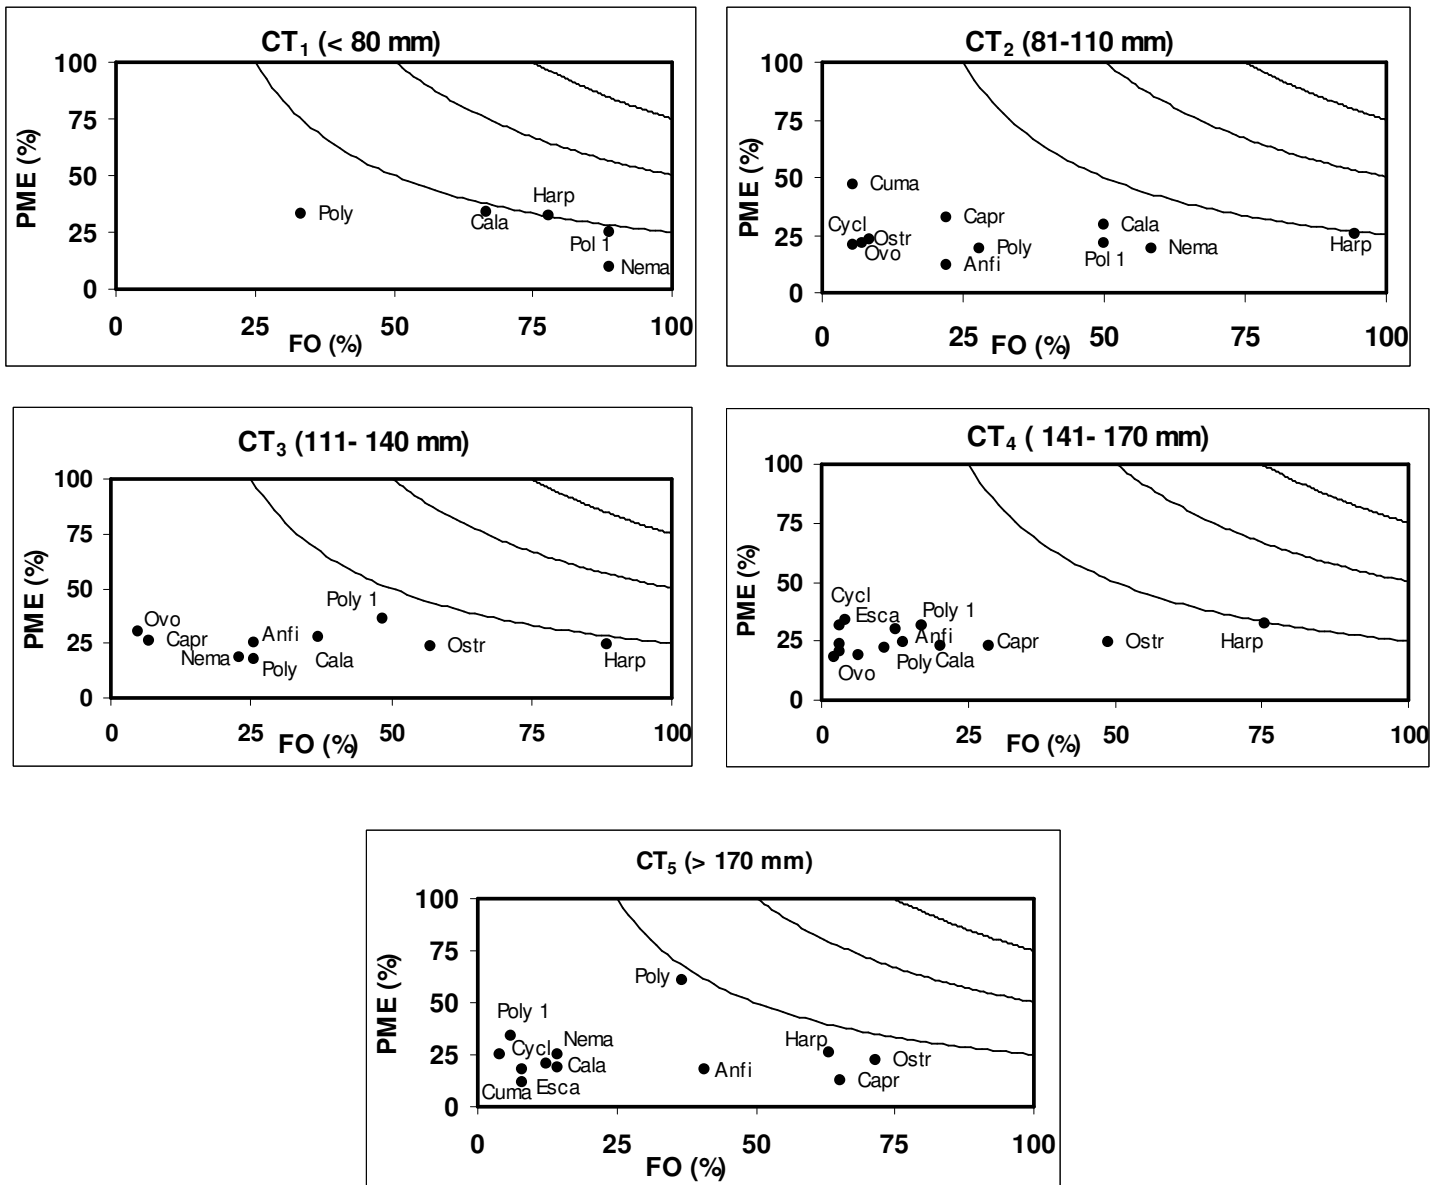 CT1 (< 80 mm)
100
75
50
25
0
PME (%)
Harp
Poly
Cala
Pol 1
Nema
0 25 50 75 100
FO (%)
CT2 (81-110 mm)
100
75
50
25
0
PME (%)
Cuma
Capr
Cala
Cycl
Ostr
Ovo
Poly
Pol 1
Nema
Harp
Anfi
0 25 50 75 100
FO (%)
CT3 (111- 140 mm)
100
75
50
25
0
PME (%)
Poly 1
Ovo
Capr
Anfi
Nema
Poly
Cala
Ostr
Harp
0 25 50 75 100
FO (%)
CT4 ( 141- 170 mm)
100
75
50
25
0
PME (%)
Cycl
Esca
Poly 1
Anfi
Capr
Ostr
Harp
Ovo
Poly
Cala
0 25 50 75 100
FO (%)
CT5 (> 170 mm)
100
75
50
25
0
PME (%)
Poly
Poly 1
Cycl
Nema
Cala
Cuma
Esca
Anfi
Harp
Ostr
Capr
0 25 50 75 100
FO (%)